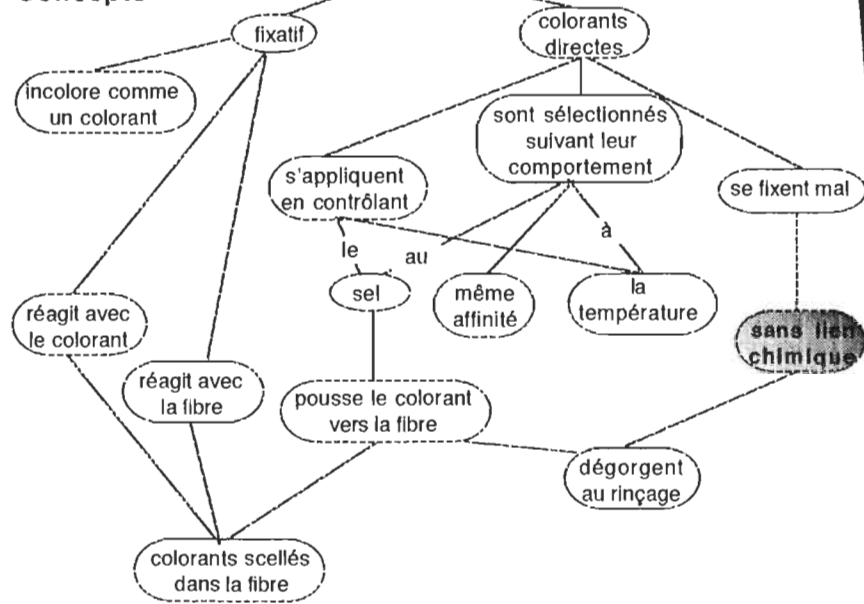 fixatif
colorants
directes
incolore comme
un colorant
sont sélectionnés
suivant leur
comportement
s'appliquent
en contrôlant
se fixent mal
à
le
au
sel
même
affinité
la
température
réagit avec
le colorant
sans lien
chimique
réagit avec
la fibre
pousse le colorant
vers la fibre
dégorgent
au rinçage
colorants scellés
dans la fibre